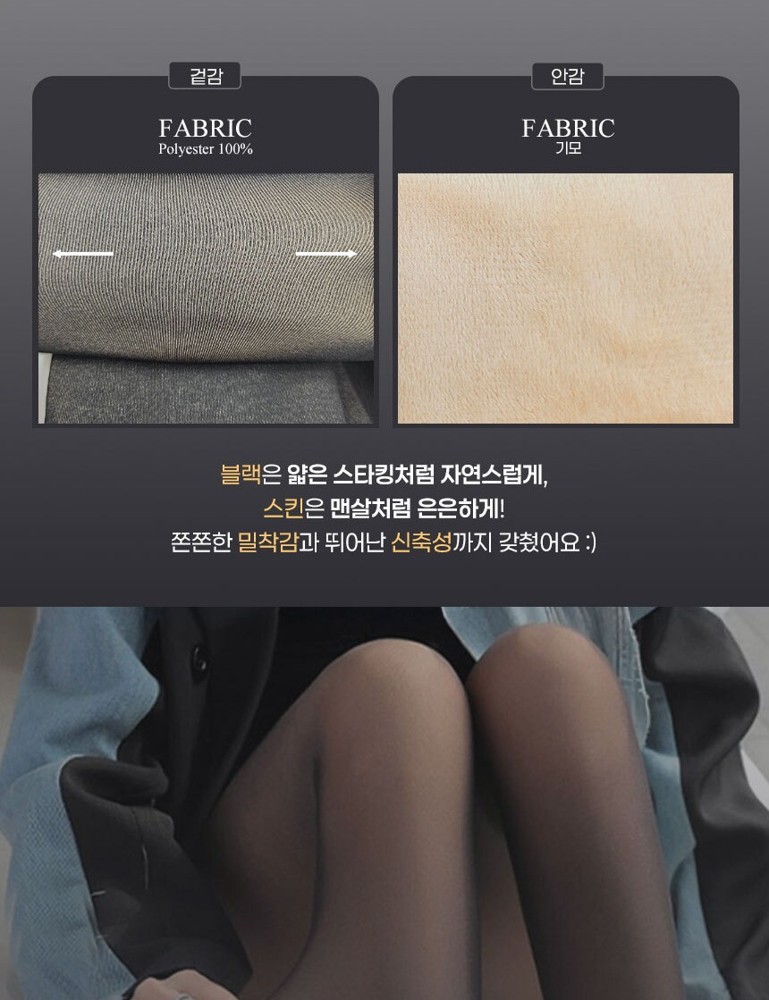 겉감
FABRIC
Polyester 100%
안감
FABRIC
기모
블랙은 얇은 스타킹처럼 자연스럽게,
스킨은 맨살처럼 은은하게!
쫀쫀한 밀착감과 뛰어난 신축성까지 갖췄어요 :)